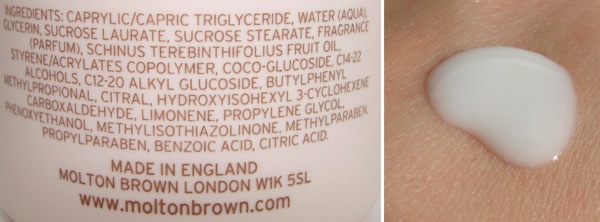 INGREDIENTS: CAPRYLIC/CAPRIC TRIGLYCERIDE, WATER (AQUA),
GLYCERIN, SUCROSE LAURATE, SUCROSE STEARATE, FRAGRANCE
(PARFUM), SCHINUS TEREBINTHIFOLIUS FRUIT OIL,
STYRENE/ACRYLATES COPOLYMER, COCO-GLUCOSIDE, C14-22
ALCOHOLS, C12-20 ALKYL GLUCOSIDE, BUTYLPHENYL
METHYLPROPIONAL, CITRAL, HYDROXYISOHEXYL 3-CYCLOHEXENE
CARBOXALDEHYDE, LIMONENE, PROPYLENE GLYCOL,
PHENOXYETHANOL, METHYLISOTHIAZOLINONE, METHYLPARABEN,
PROPYLPARABEN, BENZOIC ACID, CITRIC ACID.
MADE IN ENGLAND
MOLTON BROWN LONDON W1K 5SL
www.moltonbrown.com